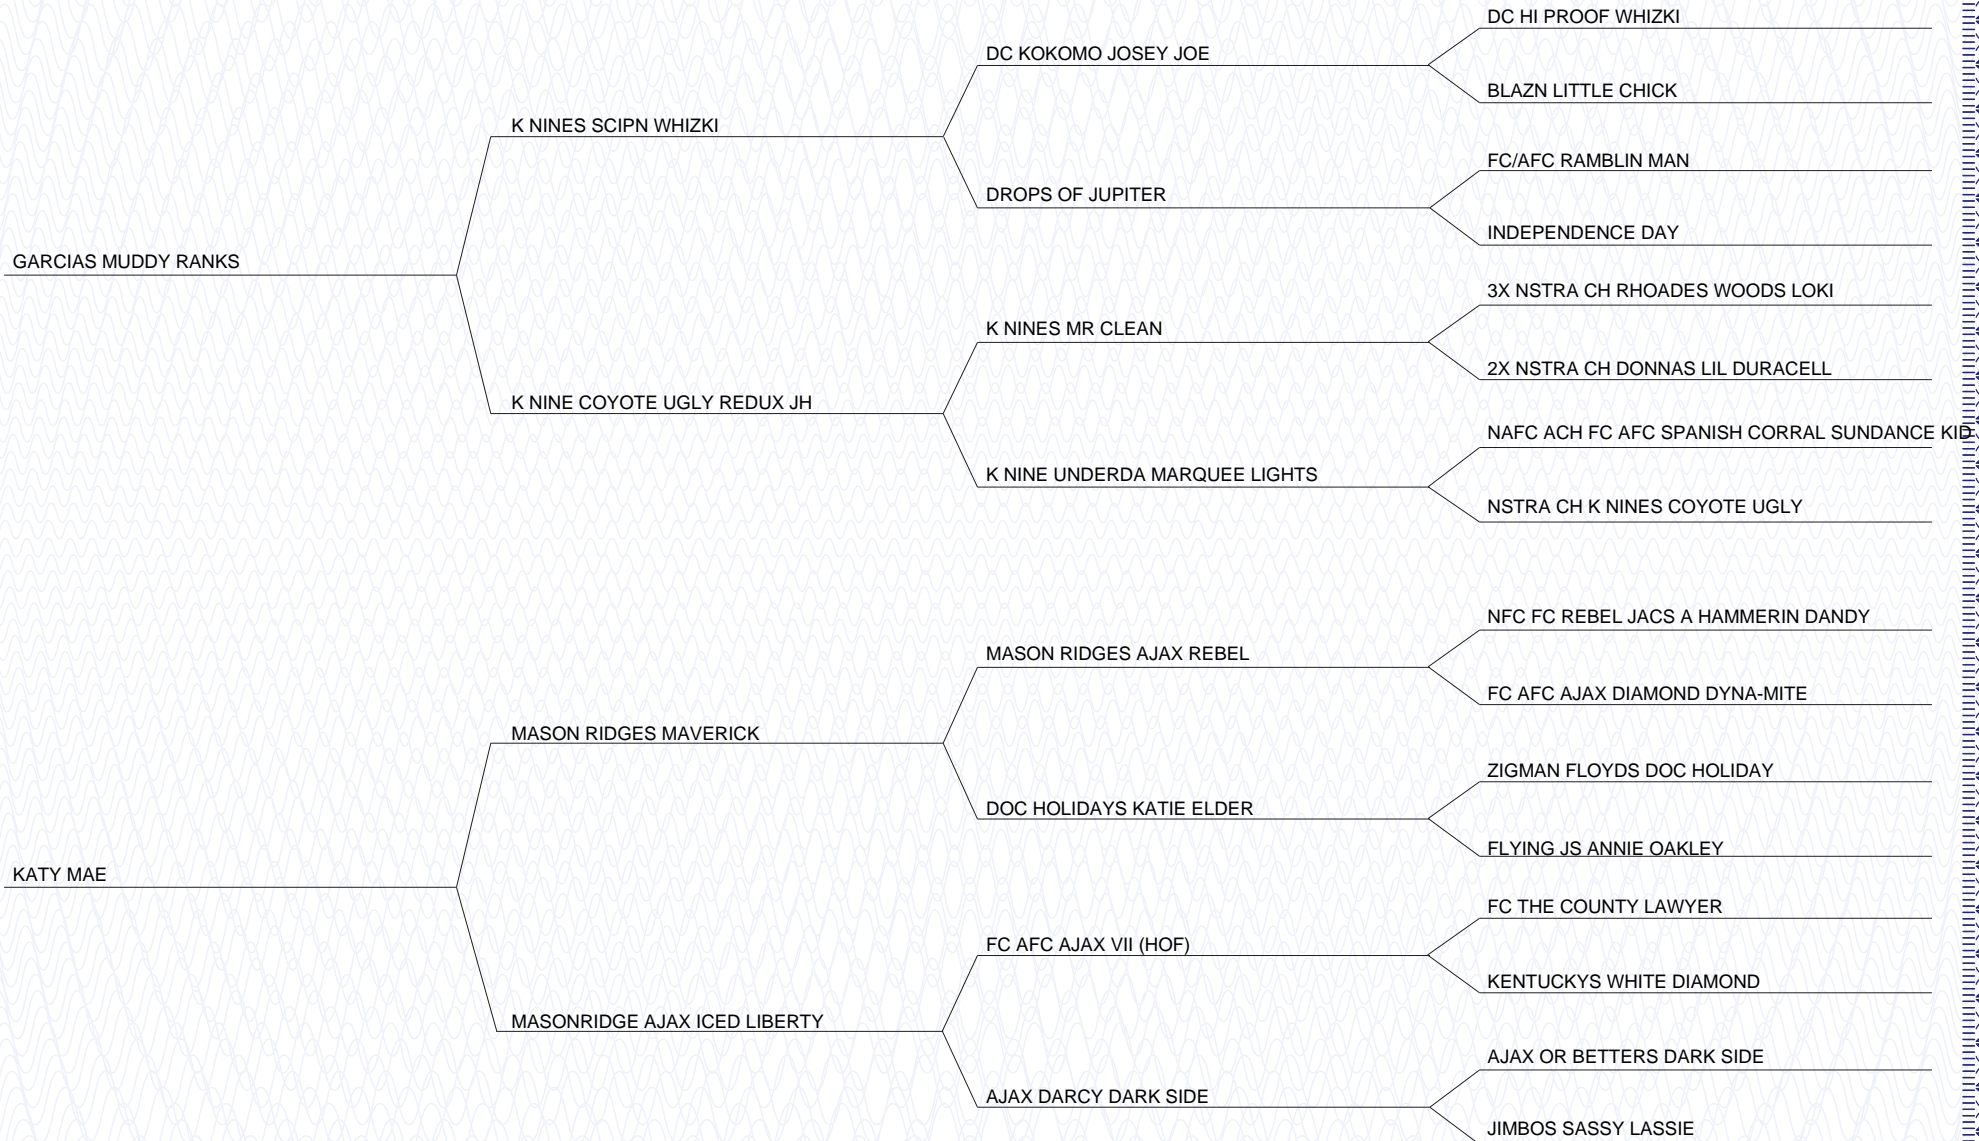 DC HI PROOF WHIZKI
DC KOKOMO JOSEY JOE
BLAZN LITTLE CHICK
K NINES SCIPN WHIZKI
FC/AFC RAMBLIN MAN
DROPS OF JUPITER
INDEPENDENCE DAY
GARCIAS MUDDY RANKS
3X NSTRA CH RHOADES WOODS LOKI
K NINES MR CLEAN
2X NSTRA CH DONNAS LIL DURACELL
K NINE COYOTE UGLY REDUX JH
NAFC ACH FC AFC SPANISH CORRAL SUNDANCE KID
K NINE UNDERDA MARQUEE LIGHTS
NSTRA CH K NINES COYOTE UGLY
NFC FC REBEL JACS A HAMMERIN DANDY
MASON RIDGES AJAX REBEL
FC AFC AJAX DIAMOND DYNA-MITE
MASON RIDGES MAVERICK
ZIGMAN FLOYDS DOC HOLIDAY
DOC HOLIDAYS KATIE ELDER
FLYING JS ANNIE OAKLEY
KATY MAE
FC THE COUNTY LAWYER
FC AFC AJAX VII (HOF)
KENTUCKYS WHITE DIAMOND
MASONRIDGE AJAX ICED LIBERTY
AJAX OR BETTERS DARK SIDE
AJAX DARCY DARK SIDE
JIMBOS SASSY LASSIE